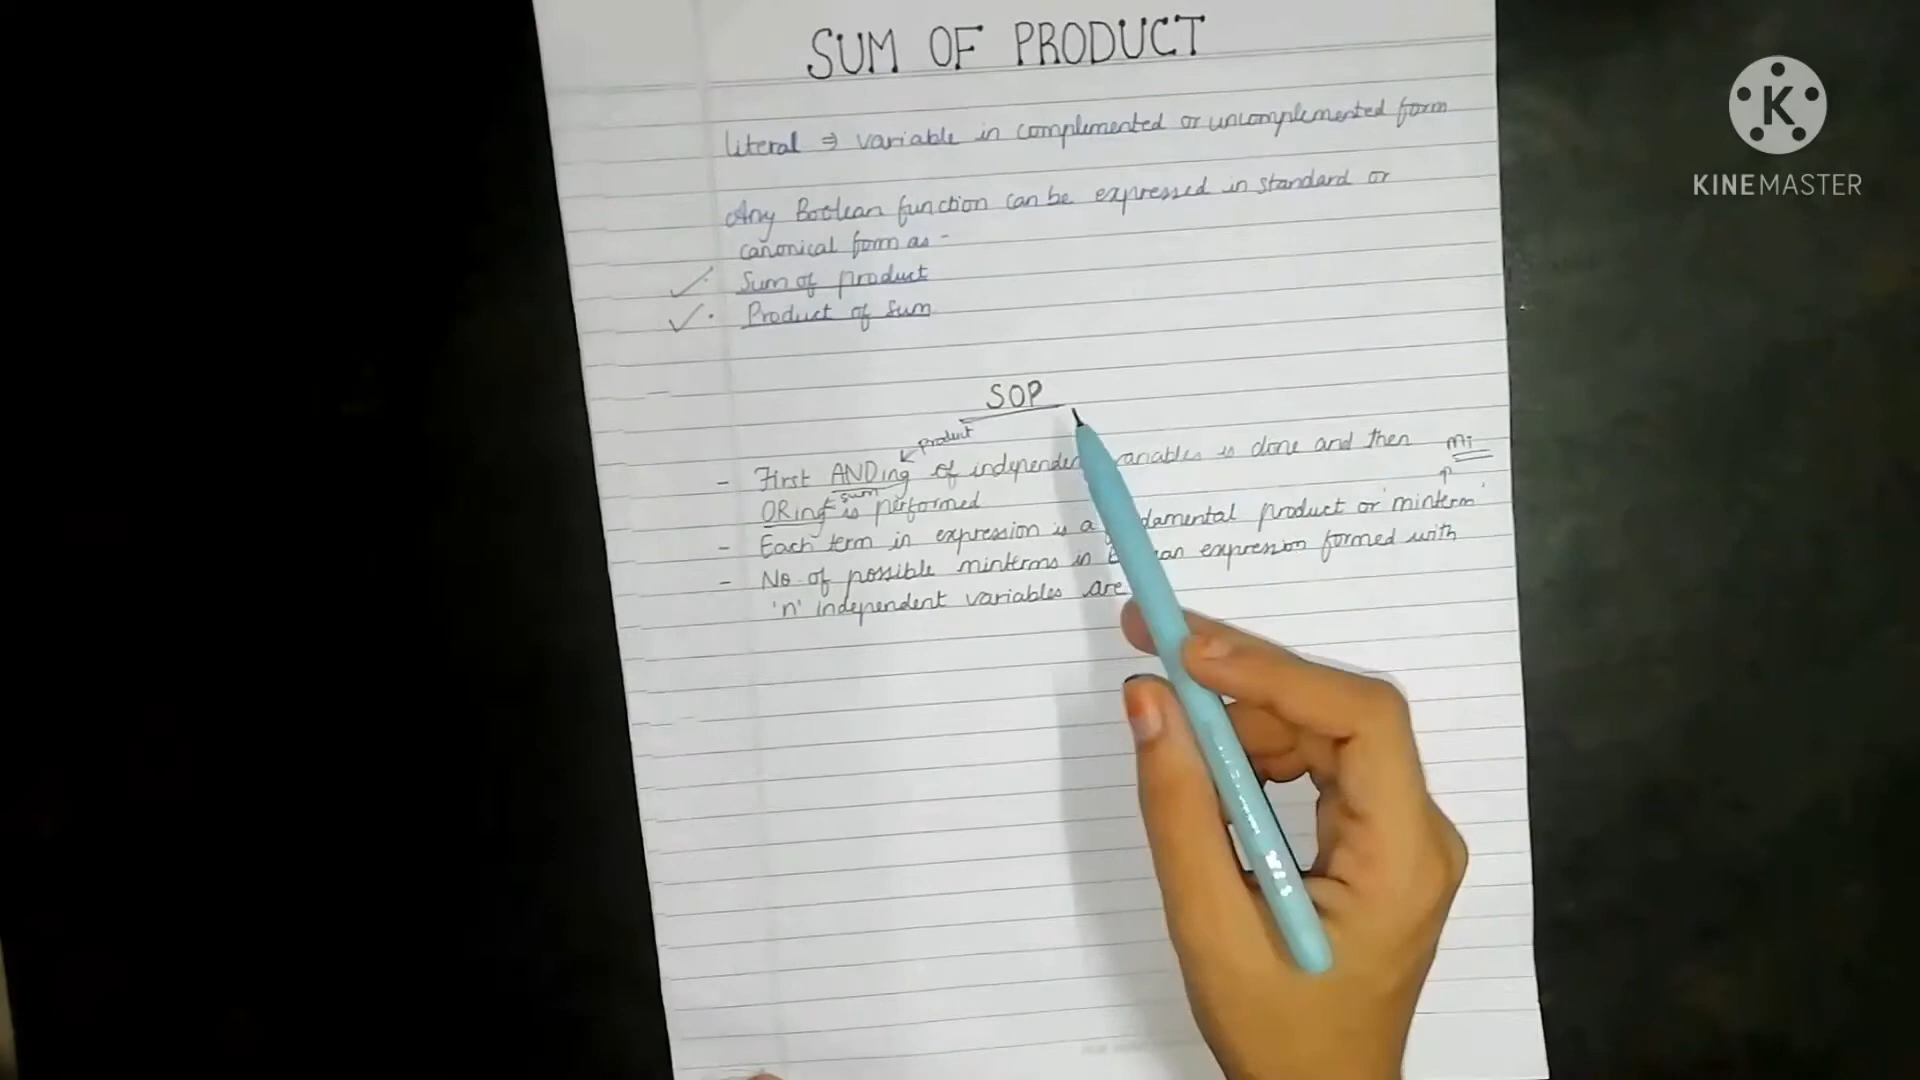 SUM OF PRODUCT
Literal ⇒ variable in complemented or uncomplemented form
Any Boolean function can be expressed in standard or
canonical form as -
✓. Sum of product
✓. Product of sum
SOP
product
mi
- First ANDing of independen variables is done and then
sum
ORing is performed
- Each term in expression is a damental product or 'minterm'
- No. of possible minterms in an expression formed with
'n' independent variables are
K
KINEMASTER